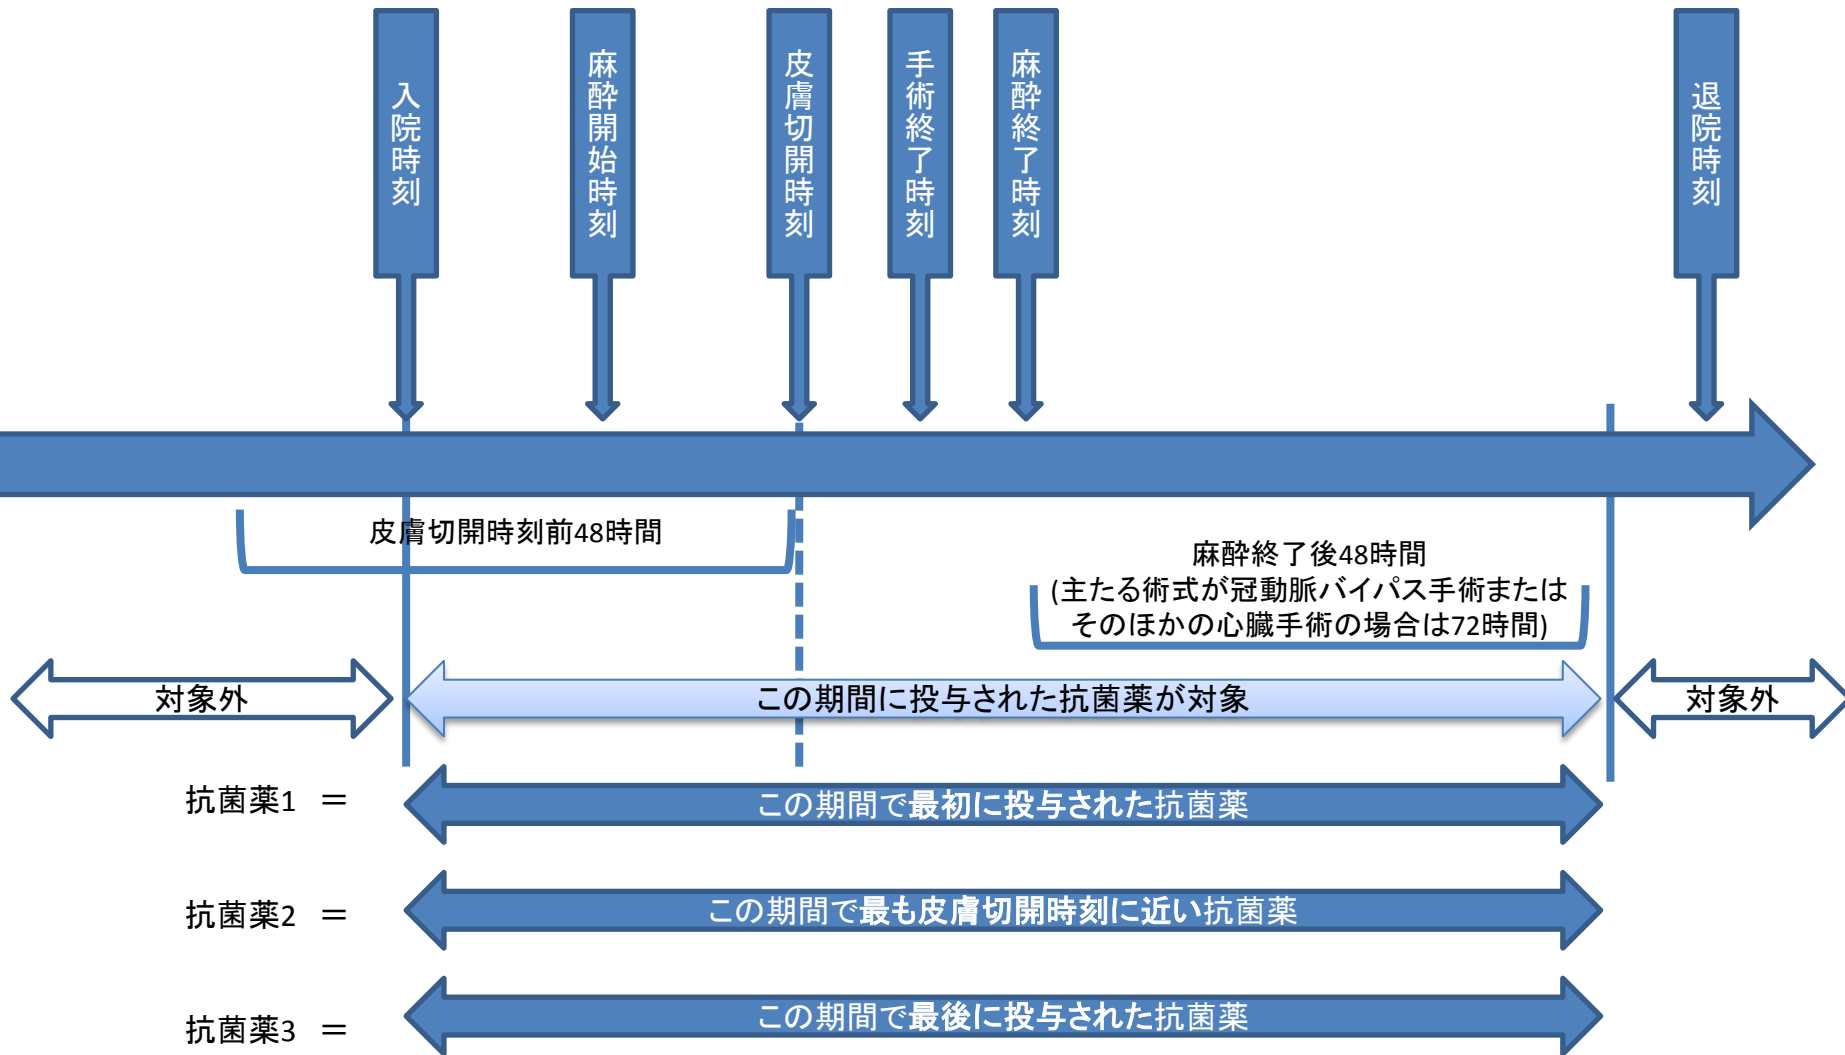 入院時刻
麻酔開始時刻
皮膚切開時刻
手術終了時刻
麻酔終了時刻
退院時刻
皮膚切開時刻前48時間
麻酔終了後48時間
(主たる術式が冠動脈バイパス手術または
そのほかの心臓手術の場合は72時間)
対象外
この期間に投与された抗菌薬が対象
対象外
抗菌薬1 ＝
この期間で最初に投与された抗菌薬
抗菌薬2 ＝
この期間で最も皮膚切開時刻に近い抗菌薬
抗菌薬3 ＝
この期間で最後に投与された抗菌薬